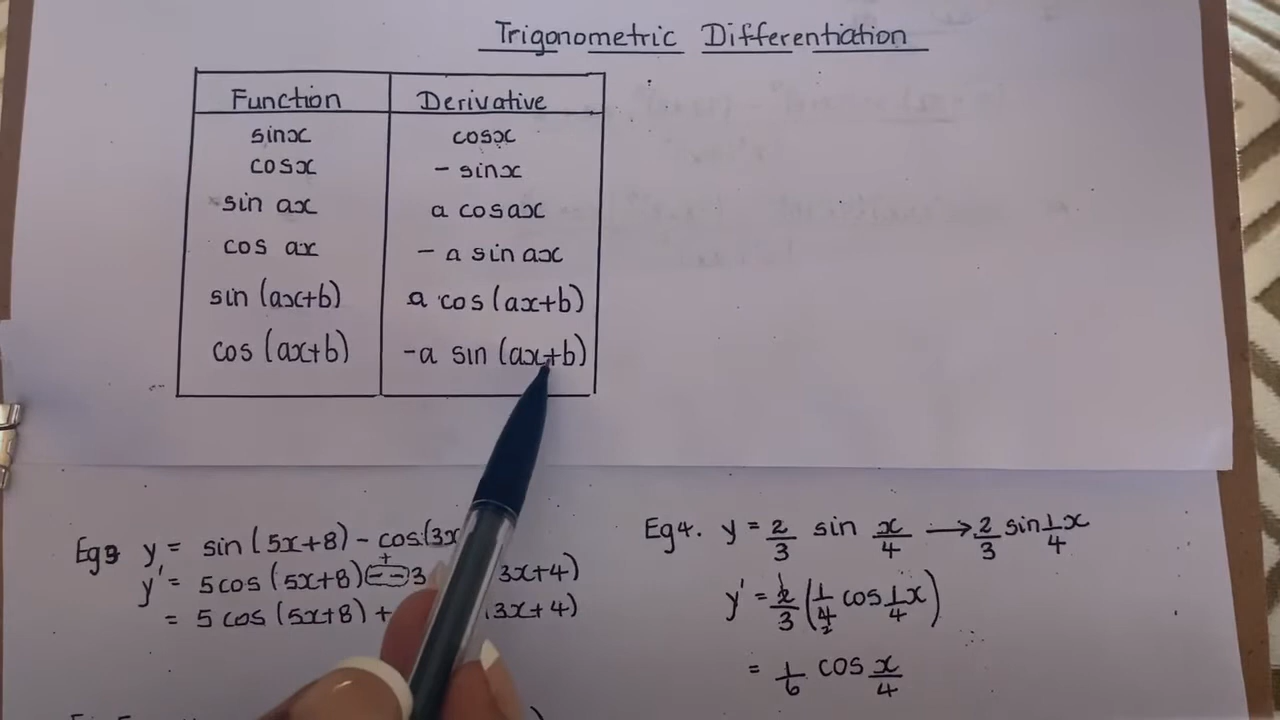 Trigonometric Differentiation
Function Derivative
sinx cosx
cosx - sinx
sin ax a cosax
cos ax - a sin ax
sin (ax+b) a cos (ax+b)
cos (ax+b) -a sin (ax+b)
Eg3 y = sin (5x+8) - cos(3x
y' = 5cos (5x+8) (- -) 3 3x+4)
+
= 5 cos (5x+8) + (3x+4)
Eg4. y = 2/3 sin x/4 → 2/3 sin 1/4 x
y' = 2/3 (1/4 cos 1/4 x)
2
= 1/6 cos x/4